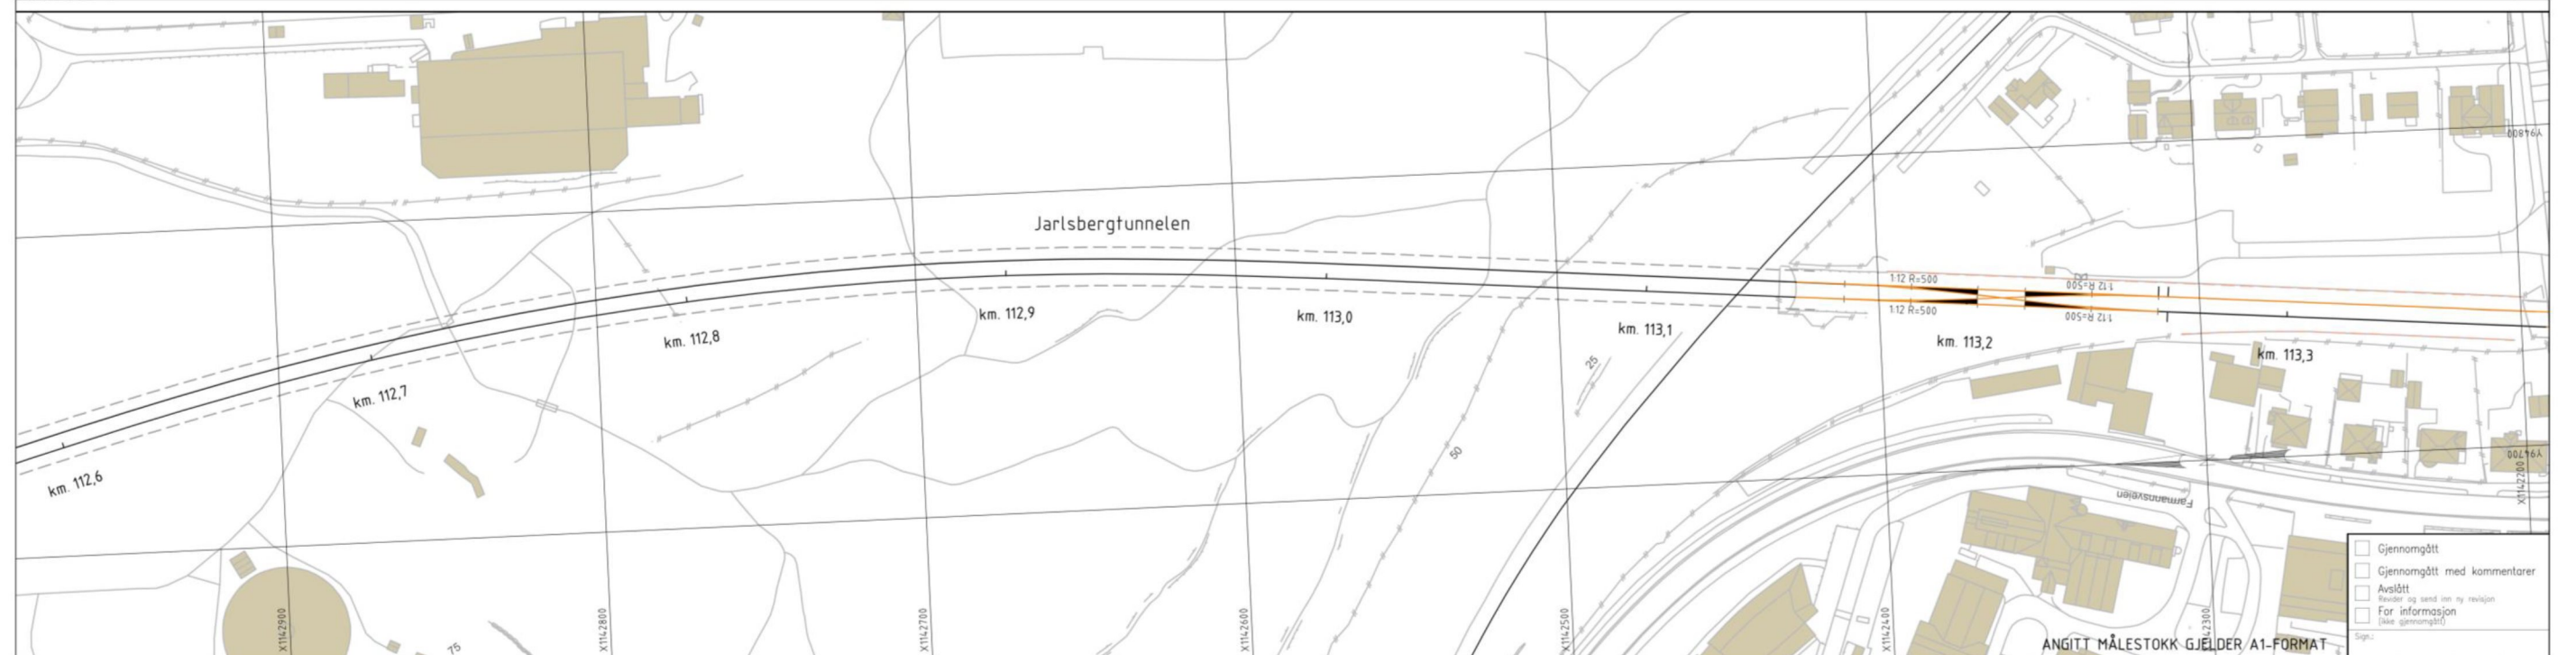 Jarlsbergtunnelen
km. 112,6
km. 112,7
km. 112,8
km. 112,9
km. 113,0
km. 113,1
km. 113,2
km. 113,3
1:12 R=500
1:12 R=500
1:12 R=500
1:12 R=500
25
50
75
Y94800
Y94700
X1142900
X1142800
X1142700
X1142600
X1142500
X1142400
X1142300
X1142200
Farmannsveien
Gjennomgått
Gjennomgått med kommentarer
Avslått
Revider og send inn ny revisjon
For informasjon
(ikke gjennomgått)
Sign.:
ANGITT MÅLESTOKK GJELDER A1-FORMAT